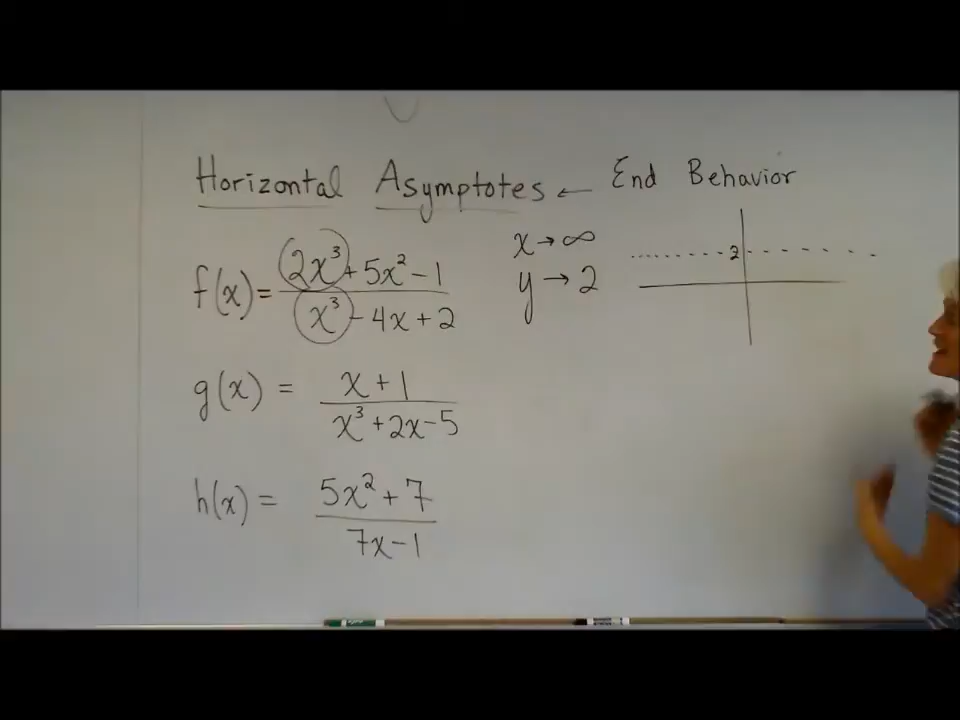 Horizontal Asymptotes ← End Behavior
f(x) = (2x³ + 5x² − 1) / (x³ − 4x + 2)
x → ∞
y → 2
2
g(x) = (x + 1) / (x³ + 2x − 5)
h(x) = (5x² + 7) / (7x − 1)